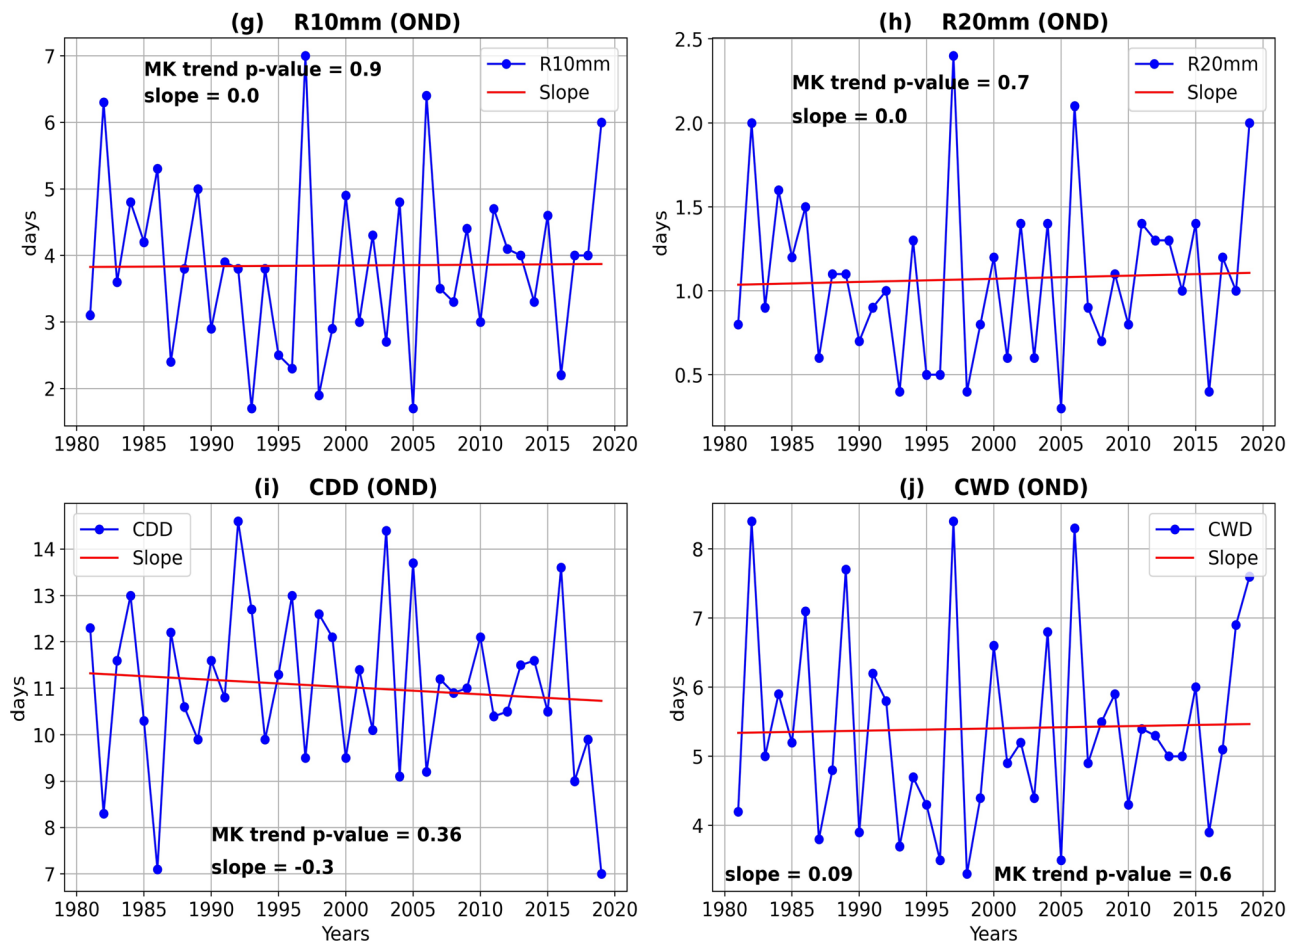 (g)    R10mm (OND)
MK trend p-value = 0.9
slope = 0.0
R10mm
Slope
7
6
5
4
3
2
days
1980 1985 1990 1995 2000 2005 2010 2015 2020
(h)    R20mm (OND)
MK trend p-value = 0.7
slope = 0.0
R20mm
Slope
2.5
2.0
1.5
1.0
0.5
days
1980 1985 1990 1995 2000 2005 2010 2015 2020
(i)    CDD (OND)
CDD
Slope
14
13
12
11
10
9
8
7
days
MK trend p-value = 0.36
slope = -0.3
1980 1985 1990 1995 2000 2005 2010 2015 2020
Years
(j)    CWD (OND)
CWD
Slope
8
7
6
5
4
days
slope = 0.09
MK trend p-value = 0.6
1980 1985 1990 1995 2000 2005 2010 2015 2020
Years